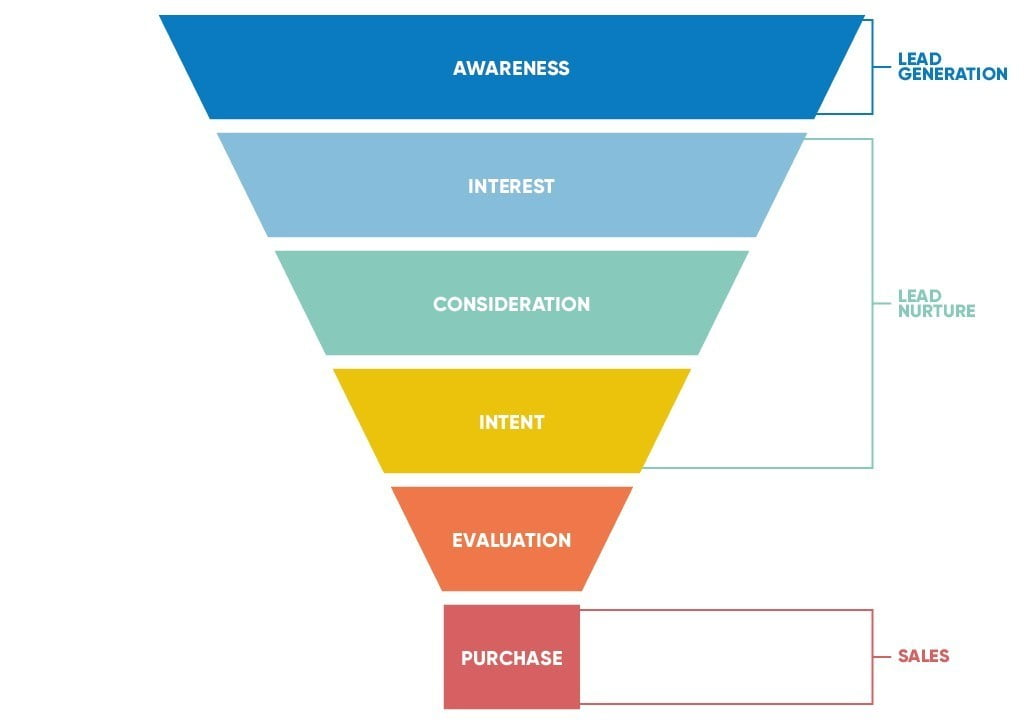 AWARENESS
LEAD
GENERATION
INTEREST
CONSIDERATION
LEAD
NURTURE
INTENT
EVALUATION
PURCHASE
SALES